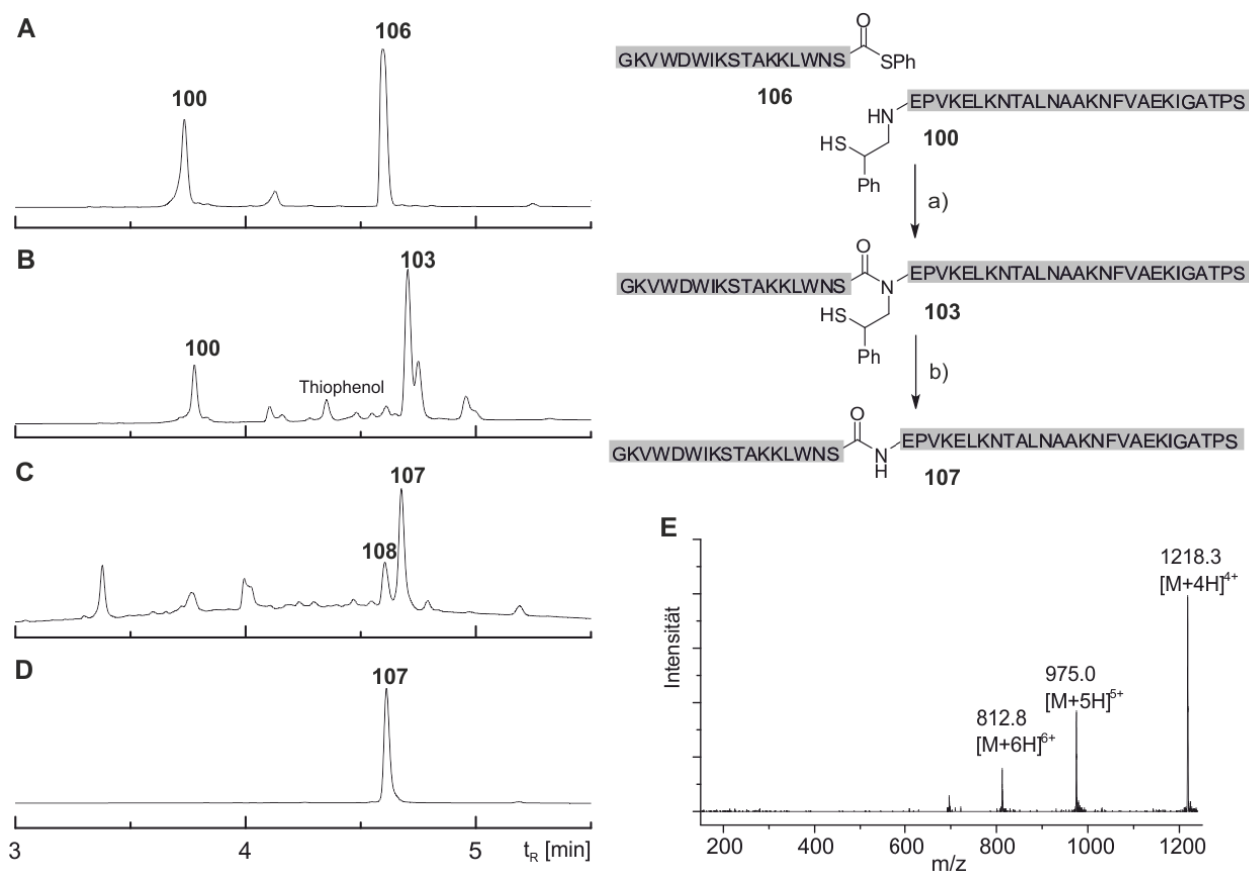 A
100
106
B
100
Thiophenol
103
C
108
107
D
107
3
4
5
tR [min]
GKVWDWIKSTAKKLWNS
O
SPh
106
HN
EPVKELKNTALNAAKNFVAEKIGATPS
HS
100
Ph
a)
GKVWDWIKSTAKKLWNS
O
N
EPVKELKNTALNAAKNFVAEKIGATPS
HS
103
Ph
b)
GKVWDWIKSTAKKLWNS
O
N
H
EPVKELKNTALNAAKNFVAEKIGATPS
107
E
Intensität
812.8
[M+6H]6+
975.0
[M+5H]5+
1218.3
[M+4H]4+
200
400
600
800
1000
1200
m/z